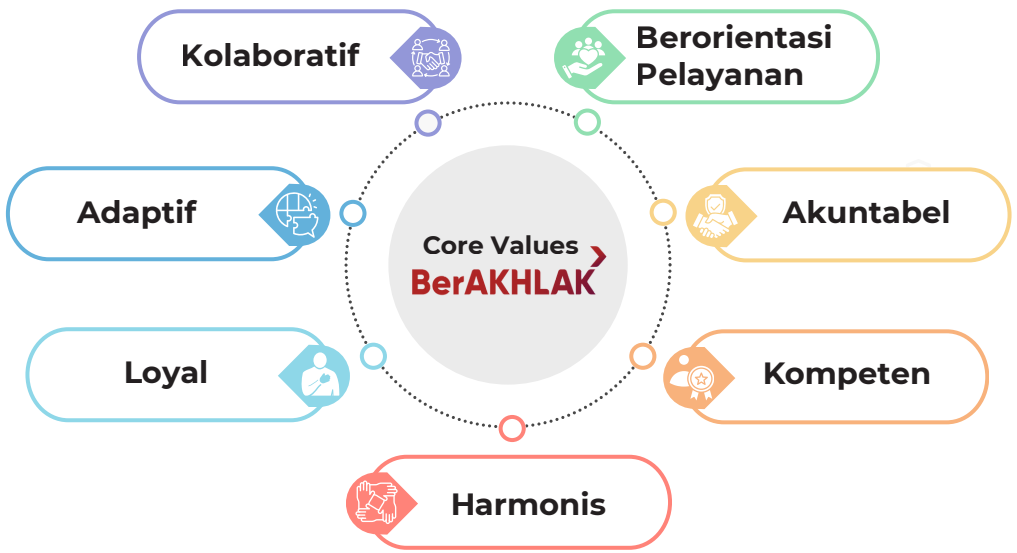 Kolaboratif
Berorientasi
Pelayanan
Adaptif
Akuntabel
Core Values
BerAKHLAK
Loyal
Kompeten
Harmonis